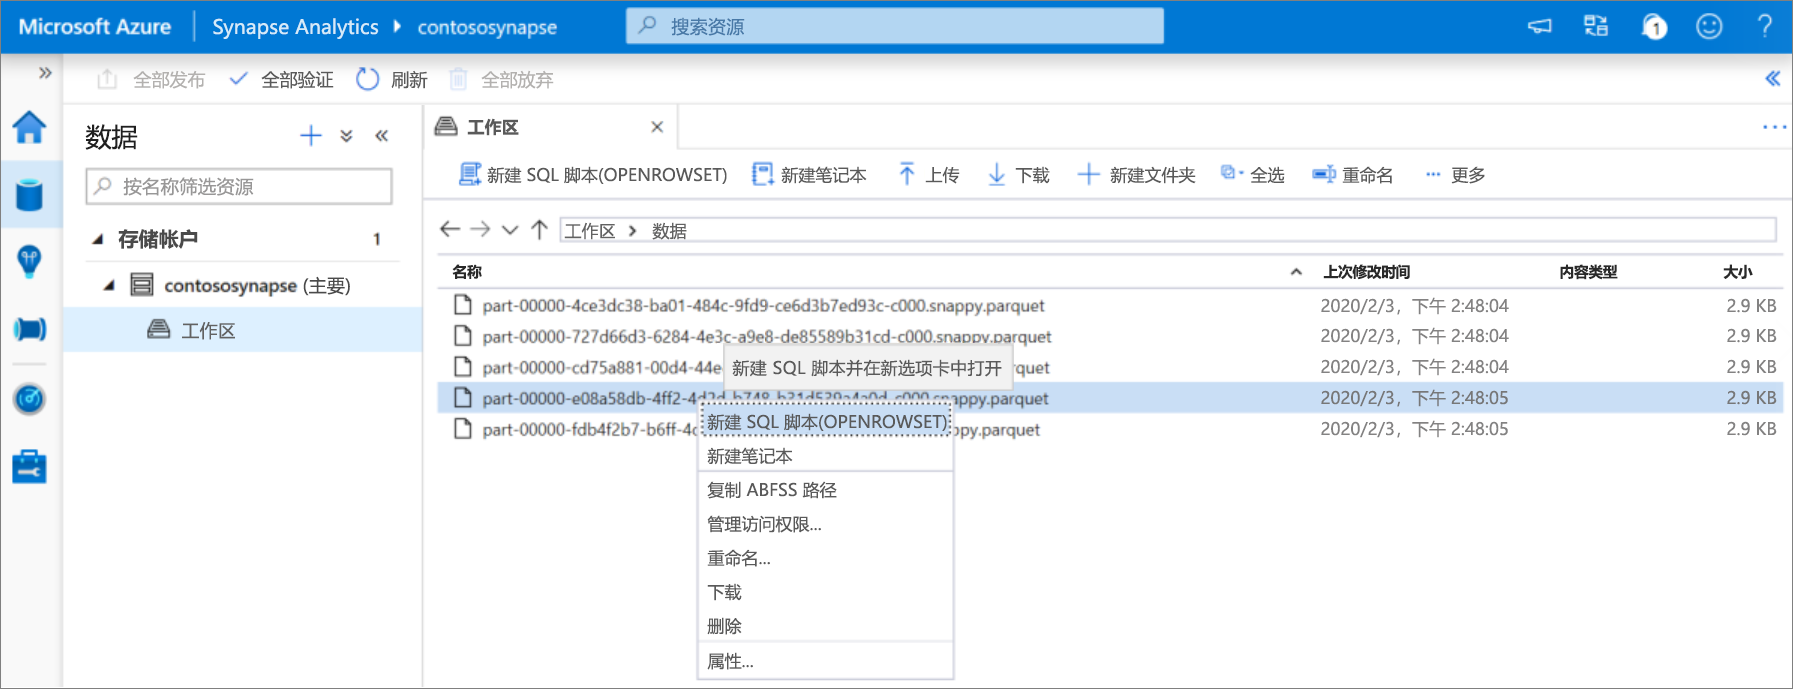 Microsoft Azure Synapse Analytics contososynapse 搜索资源 1
全部发布 全部验证 刷新 全部放弃
数据
按名称筛选资源
存储帐户 1
contososynapse (主要)
工作区
工作区
新建 SQL 脚本(OPENROWSET) 新建笔记本 上传 下载 新建文件夹 全选 重命名 ··· 更多
工作区 > 数据
名称 上次修改时间 内容类型 大小
part-00000-4ce3dc38-ba01-484c-9fd9-ce6d3b7ed93c-c000.snappy.parquet 2020/2/3，下午 2:48:04 2.9 KB
part-00000-727d66d3-6284-4e3c-a9e8-de85589b31cd-c000.snappy.parquet 2020/2/3，下午 2:48:04 2.9 KB
part-00000-cd75a881-00d4-44e parquet 2020/2/3，下午 2:48:04 2.9 KB
新建 SQL 脚本并在新选项卡中打开
part-00000-e08a58db-4ff2-4d2d-b748-b31d539a4a0d-c000.snappy.parquet 2020/2/3，下午 2:48:05 2.9 KB
part-00000-fdb4f2b7-b6ff-4 parquet 2020/2/3，下午 2:48:05 2.9 KB
新建 SQL 脚本(OPENROWSET)
新建笔记本
复制 ABFSS 路径
管理访问权限...
重命名...
下载
删除
属性...